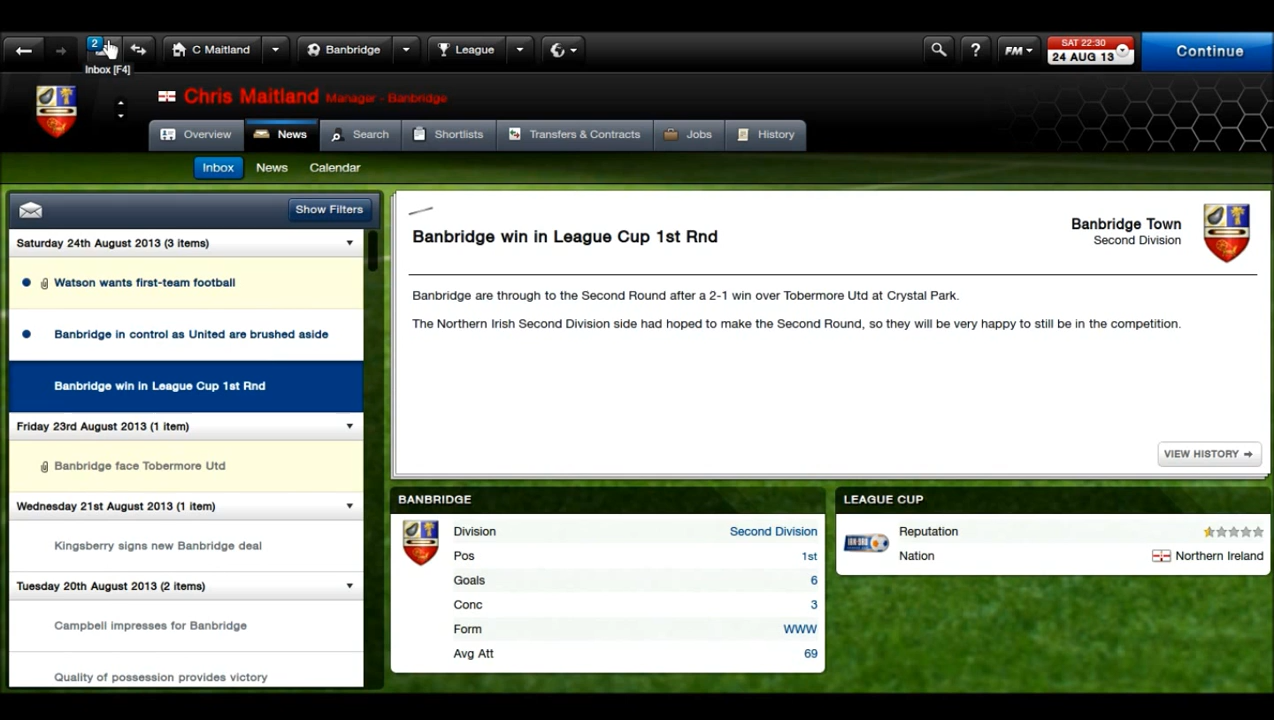 2
C Maitland
Banbridge
League
?
FM
SAT 22:30
24 AUG 13
Continue
Inbox [F4]
Chris Maitland Manager - Banbridge
Overview
News
Search
Shortlists
Transfers & Contracts
Jobs
History
Inbox
News
Calendar
Show Filters
Saturday 24th August 2013 (3 items)
Watson wants first-team football
Banbridge in control as United are brushed aside
Banbridge win in League Cup 1st Rnd
Friday 23rd August 2013 (1 item)
Banbridge face Tobermore Utd
Wednesday 21st August 2013 (1 item)
Kingsberry signs new Banbridge deal
Tuesday 20th August 2013 (2 items)
Campbell impresses for Banbridge
Quality of possession provides victory
Banbridge win in League Cup 1st Rnd
Banbridge Town
Second Division
Banbridge are through to the Second Round after a 2-1 win over Tobermore Utd at Crystal Park.
The Northern Irish Second Division side had hoped to make the Second Round, so they will be very happy to still be in the competition.
VIEW HISTORY
BANBRIDGE
Division Second Division
Pos 1st
Goals 6
Conc 3
Form WWW
Avg Att 69
LEAGUE CUP
Reputation
Nation Northern Ireland